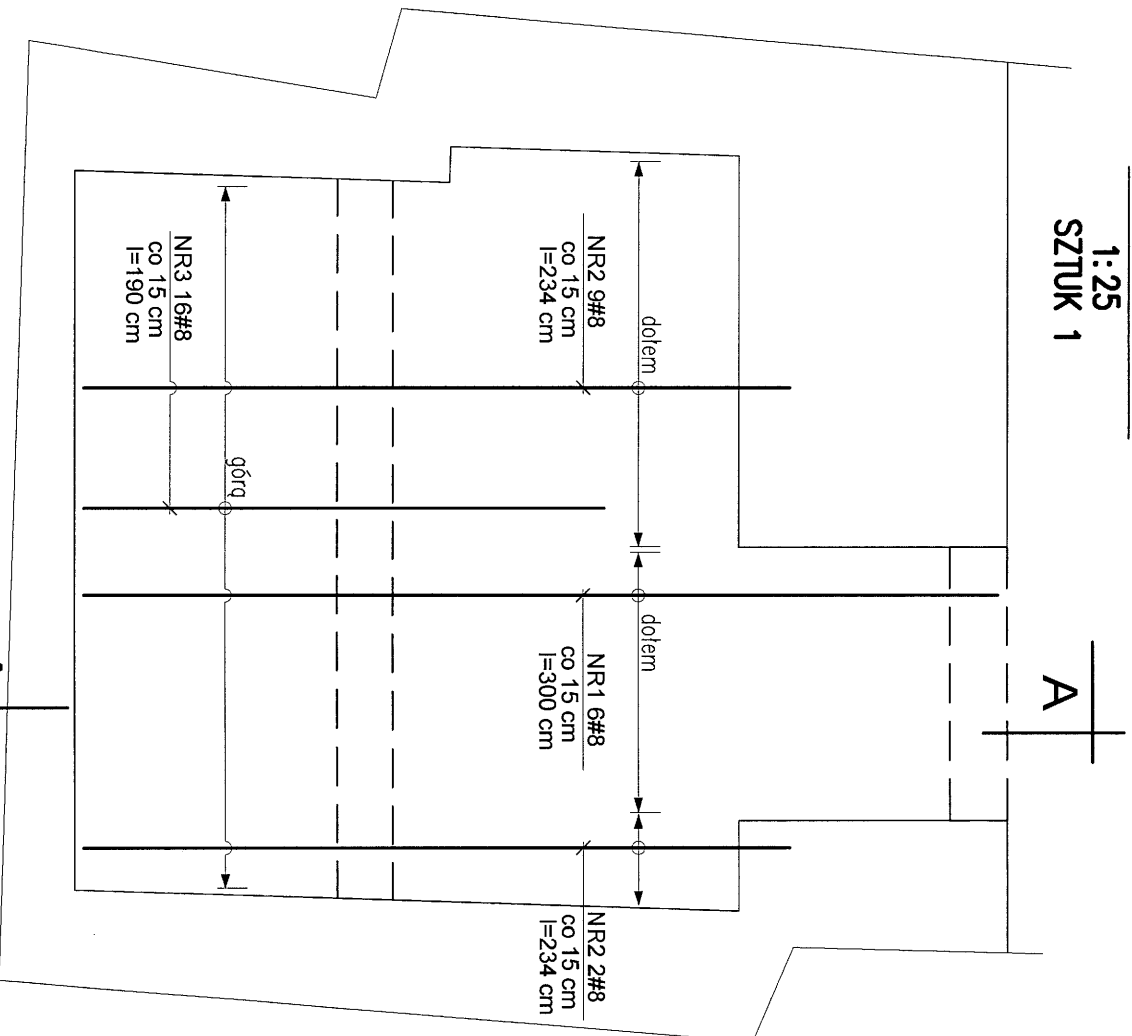 1:25
SZTUK 1
A
NR2 9#8
co 15 cm
l=234 cm
dołem
dołem
NR1 6#8
co 15 cm
l=300 cm
NR2 2#8
co 15 cm
l=234 cm
NR3 16#8
co 15 cm
l=190 cm
górą